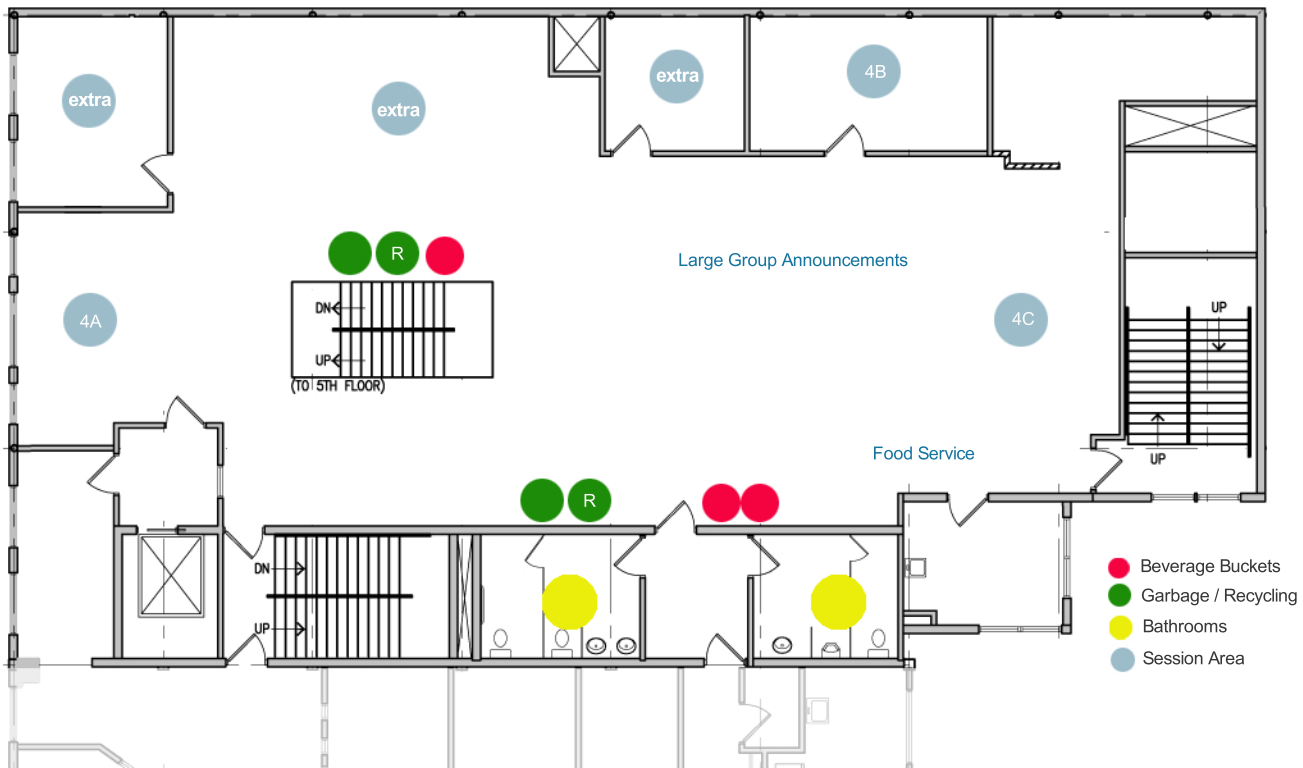 extra
extra
extra
4B
R
Large Group Announcements
DN
4A
4C
UP
UP
(TO 5TH FLOOR)
Food Service
UP
R
DN
Beverage Buckets
Garbage / Recycling
UP
Bathrooms
Session Area